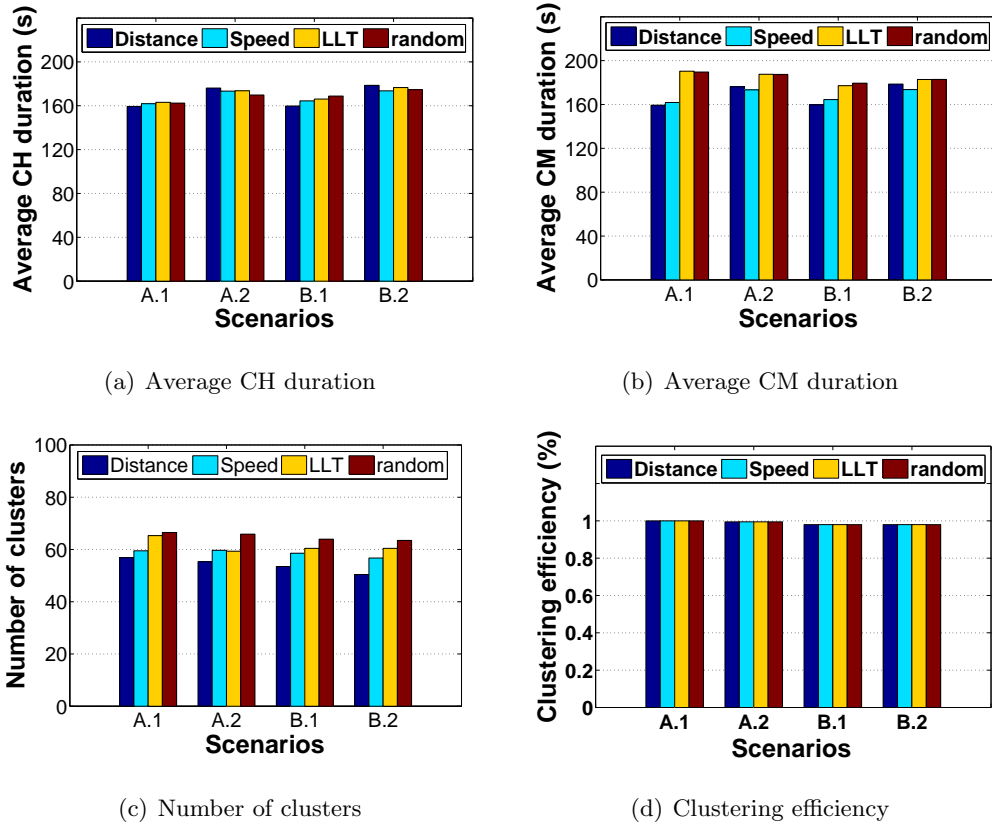 Average CH duration (s)
Distance Speed LLT random
200
160
120
80
40
0
A.1 A.2 B.1 B.2
Scenarios
(a) Average CH duration
Average CM duration (s)
Distance Speed LLT random
200
160
120
80
40
0
A.1 A.2 B.1 B.2
Scenarios
(b) Average CM duration
Number of clusters
100
Distance Speed LLT random
80
60
40
20
0
A.1 A.2 B.1 B.2
Scenarios
(c) Number of clusters
Clustering efficiency (%)
Distance Speed LLT random
1
0.8
0.6
0.4
0.2
0
A.1 A.2 B.1 B.2
Scenarios
(d) Clustering efficiency